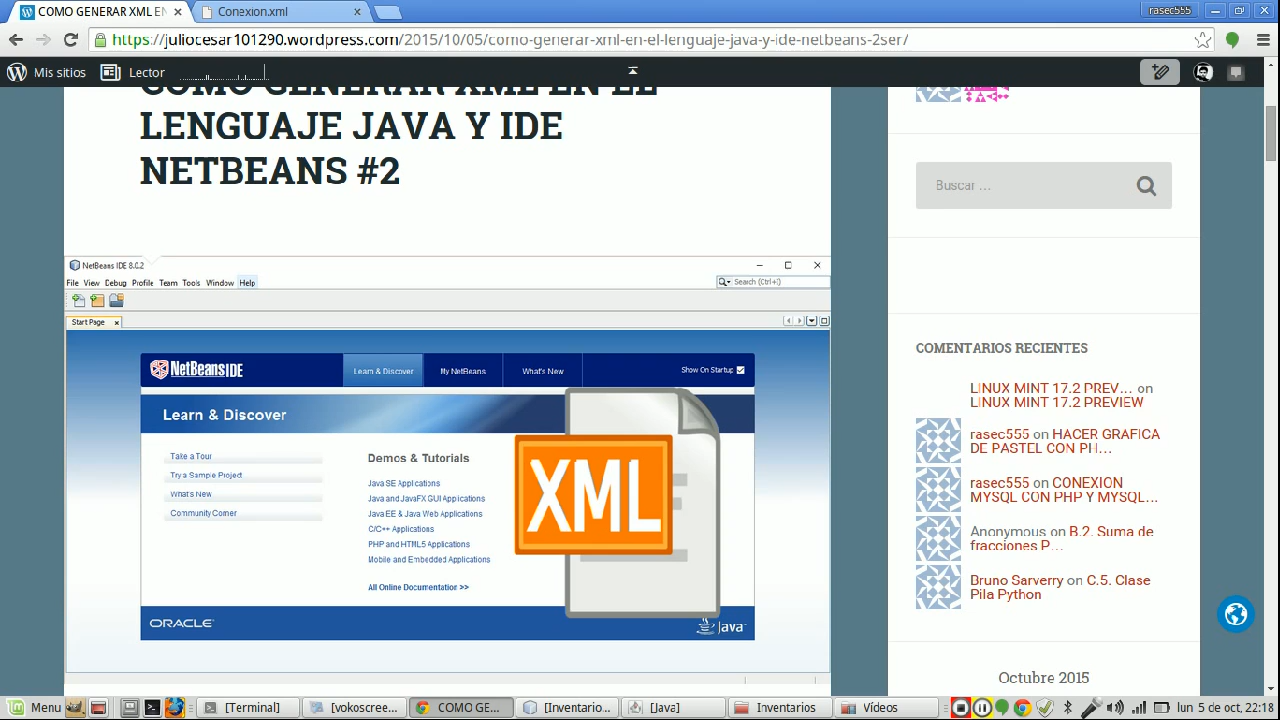 COMO GENERAR XML EN
Conexion.xml
rasec555
https://juliocesar101290.wordpress.com/2015/10/05/como-generar-xml-en-el-lenguaje-java-y-ide-netbeans-2ser/
Mis sitios
Lector
COMO GENERAR XML EN EL
LENGUAJE JAVA Y IDE
NETBEANS #2
NetBeans IDE 8.0.2
File View Debug Profile Team Tools Window Help
Search (Ctrl+I)
Start Page
NetBeans IDE
Learn & Discover
My NetBeans
What's New
Show On Startup
Learn & Discover
Take a Tour
Try a Sample Project
What's New
Community Corner
Demos & Tutorials
Java SE Applications
Java and JavaFX GUI Applications
Java EE & Java Web Applications
C/C++ Applications
PHP and HTML5 Applications
Mobile and Embedded Applications
All Online Documentation >>
XML
ORACLE
Java
Buscar ...
COMENTARIOS RECIENTES
LINUX MINT 17.2 PREV… on
LINUX MINT 17.2 PREVIEW
rasec555 on HACER GRAFICA
DE PASTEL CON PH…
rasec555 on CONEXION
MYSQL CON PHP Y MYSQL…
Anonymous on B.2. Suma de
fracciones P…
Bruno Sarverry on C.5. Clase
Pila Python
Octubre 2015
Menu
[Terminal]
[vokoscree...
COMO GE...
[Inventario...
[Java]
Inventarios
Vídeos
lun 5 de oct, 22:18